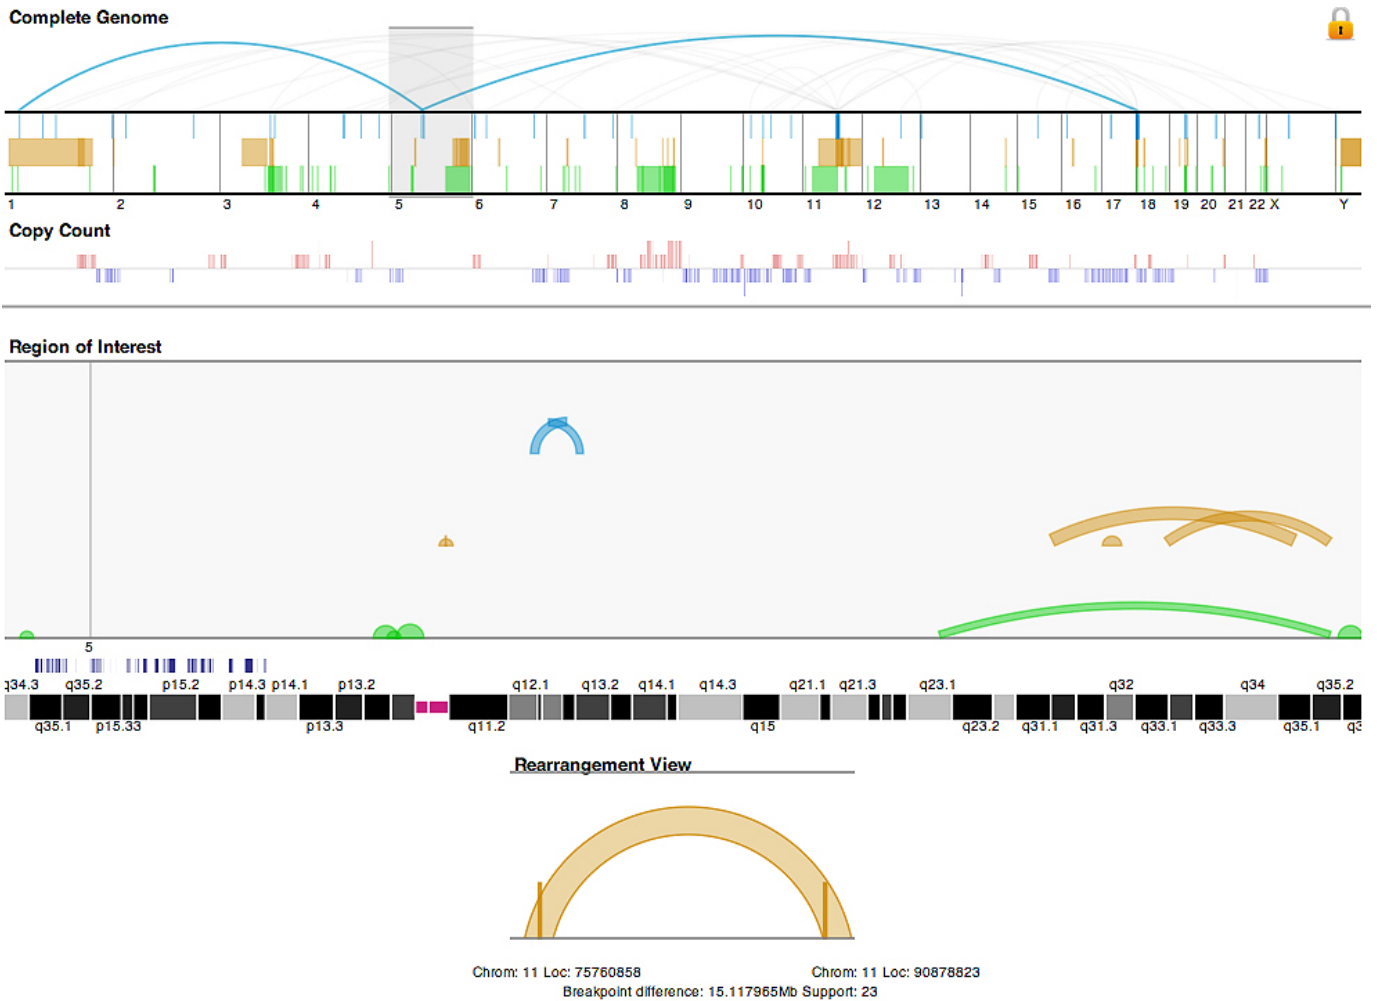 Complete Genome
1 2 3 4 5 6 7 8 9 10 11 12 13 14 15 16 17 18 19 20 21 22 X Y
Copy Count
Region of Interest
5
q34.3 q35.2 p15.2 p14.3 p14.1 p13.2 q12.1 q13.2 q14.1 q14.3 q21.1 q21.3 q23.1 q32 q34 q35.2
q35.1 p15.33 p13.3 q11.2 q15 q23.2 q31.1 q31.3 q33.1 q33.3 q35.1
Rearrangement View
Chrom: 11 Loc: 75760858 Chrom: 11 Loc: 90878823
Breakpoint difference: 15.117965Mb Support: 23